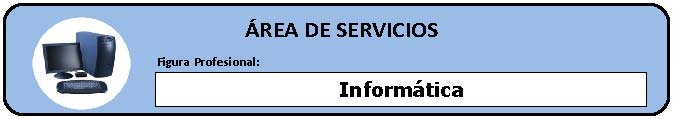 ÁREA DE SERVICIOS
Figura Profesional:
Informática